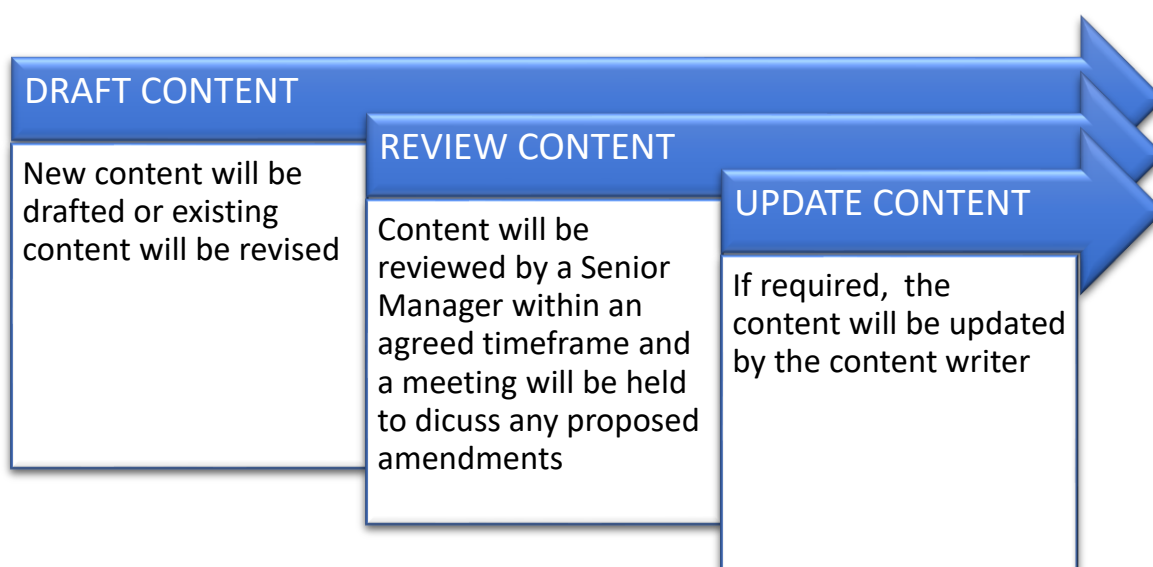 DRAFT CONTENT
New content will be
drafted or existing
content will be revised
REVIEW CONTENT
Content will be
reviewed by a Senior
Manager within an
agreed timeframe and
a meeting will be held
to dicuss any proposed
amendments
UPDATE CONTENT
If required,  the
content will be updated
by the content writer